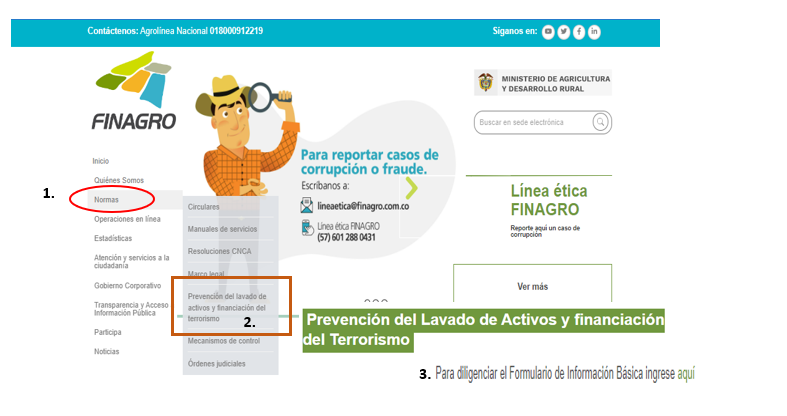 Contáctenos: Agrolínea Nacional 018000912219
Síganos en:
FINAGRO
MINISTERIO DE AGRICULTURA
Y DESARROLLO RURAL
Buscar en sede electrónica
Para reportar casos de
corrupción o fraude.
Escríbanos a:
lineaetica@finagro.com.co
Línea ética FINAGRO
(57) 601 288 0431
Línea ética
FINAGRO
Reporte aquí un caso de
corrupción
Ver más
Inicio
Quiénes Somos
1.
Normas
Operaciones en línea
Estadísticas
Atención y servicios a la
ciudadanía
Gobierno Corporativo
Transparencia y Acceso
Información Pública
Participa
Noticias
Circulares
Manuales de servicios
Resoluciones CNCA
Marco legal
Prevención del lavado de
activos y financiación del
terrorismo
2.
Mecanismos de control
Órdenes judiciales
Prevención del Lavado de Activos y financiación
del Terrorismo
3. Para diligenciar el Formulario de Información Básica ingrese aquí